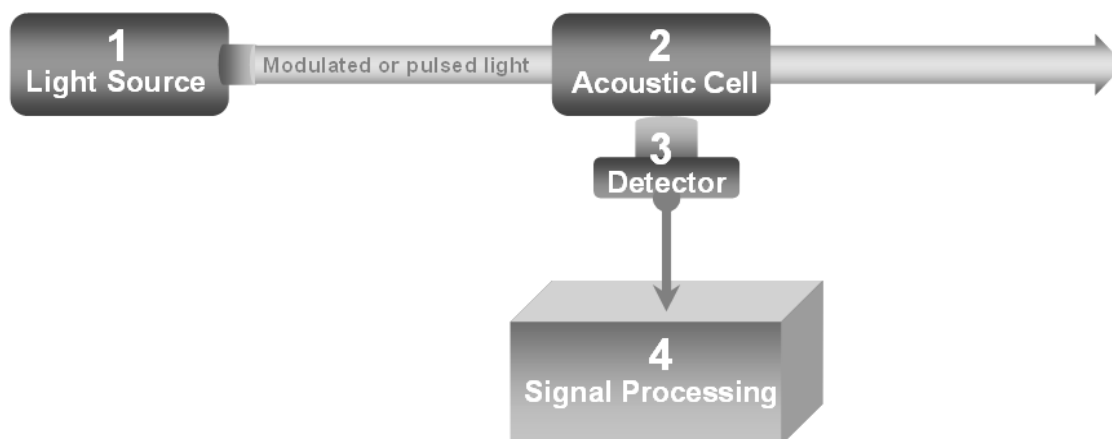 1
Light Source
Modulated or pulsed light
2
Acoustic Cell
3
Detector
4
Signal Processing